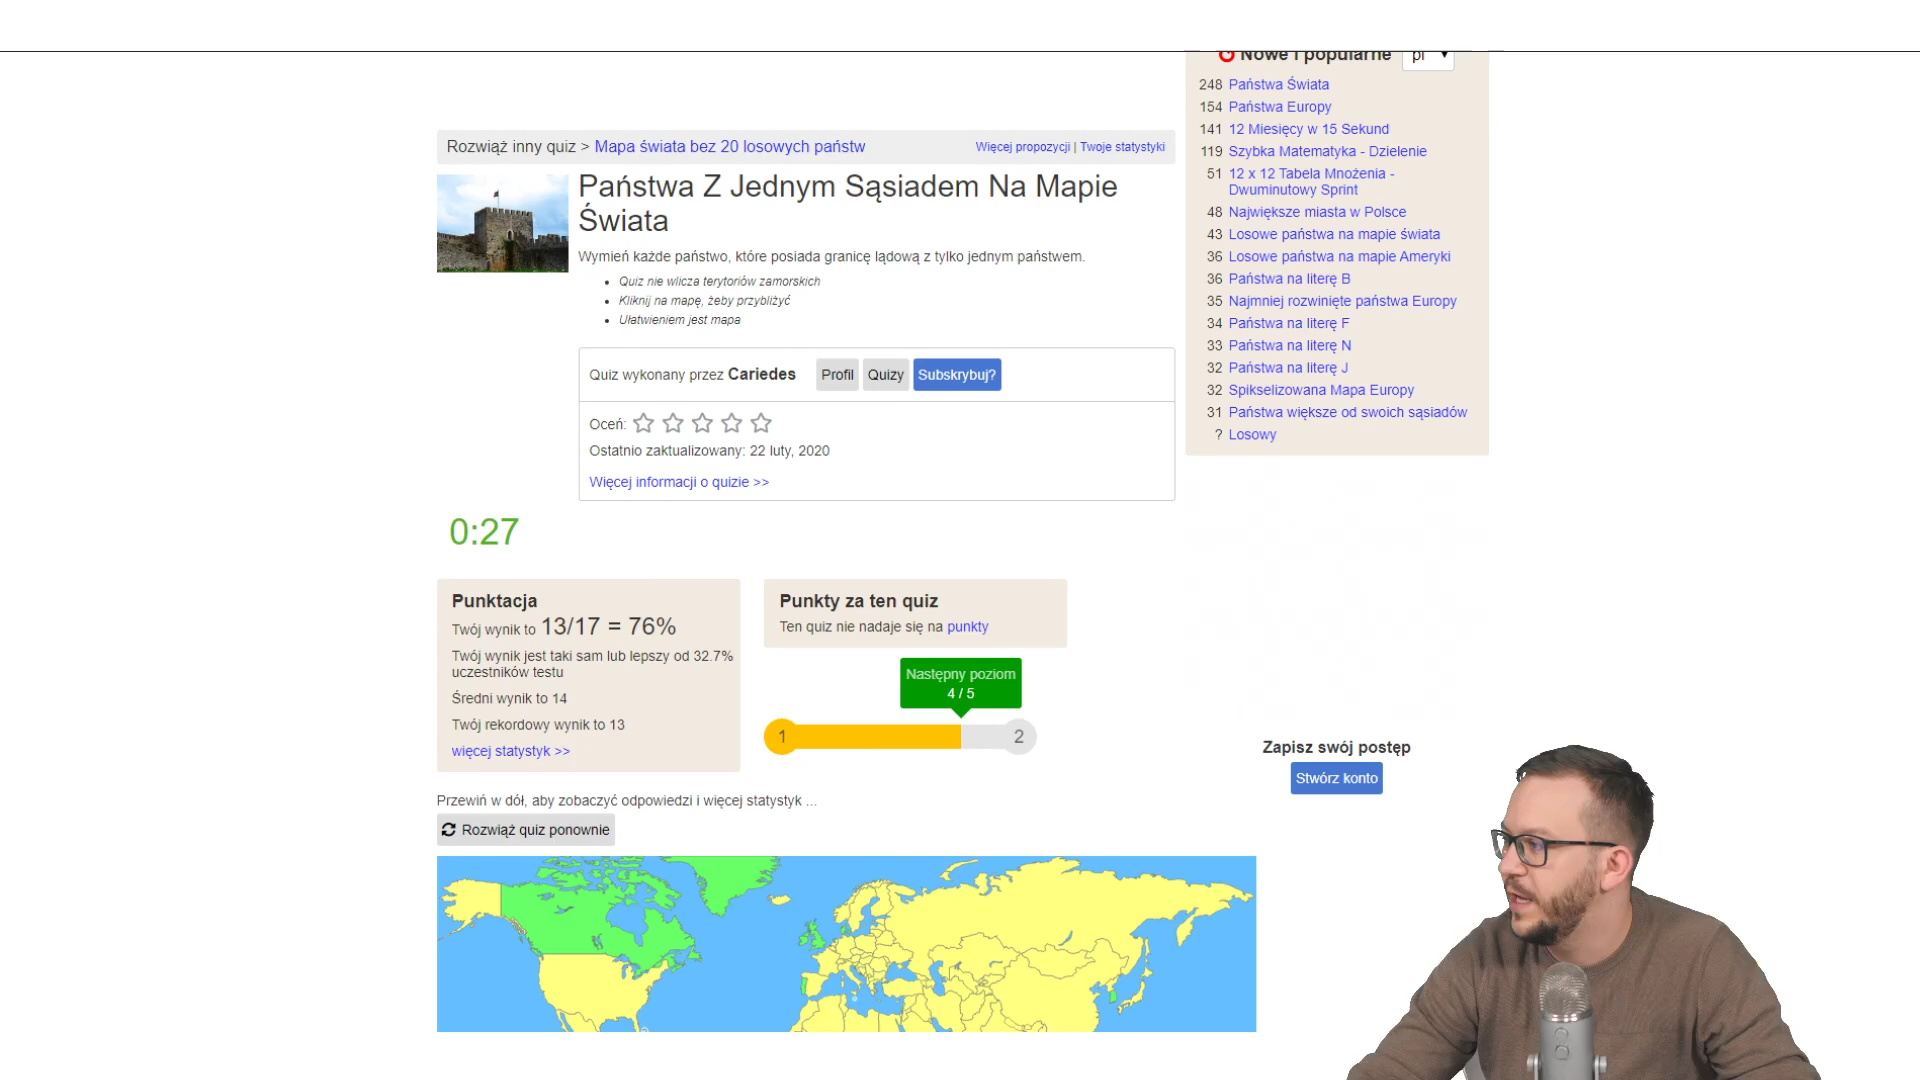 Nowe i popularne pl
248 Państwa Świata
154 Państwa Europy
141 12 Miesięcy w 15 Sekund
119 Szybka Matematyka - Dzielenie
51 12 x 12 Tabela Mnożenia -
Dwuminutowy Sprint
48 Największe miasta w Polsce
43 Losowe państwa na mapie świata
36 Losowe państwa na mapie Ameryki
36 Państwa na literę B
35 Najmniej rozwinięte państwa Europy
34 Państwa na literę F
33 Państwa na literę N
32 Państwa na literę J
32 Spikselizowana Mapa Europy
31 Państwa większe od swoich sąsiadów
? Losowy
Rozwiąż inny quiz > Mapa świata bez 20 losowych państw
Więcej propozycji | Twoje statystyki
Państwa Z Jednym Sąsiadem Na Mapie
Świata
Wymień każde państwo, które posiada granicę lądową z tylko jednym państwem.
• Quiz nie wlicza terytoriów zamorskich
• Kliknij na mapę, żeby przybliżyć
• Ułatwieniem jest mapa
Quiz wykonany przez Cariedes Profil Quizy Subskrybuj?
Oceń:
Ostatnio zaktualizowany: 22 luty, 2020
Więcej informacji o quizie >>
0:27
Punktacja
Twój wynik to 13/17 = 76%
Twój wynik jest taki sam lub lepszy od 32.7%
uczestników testu
Średni wynik to 14
Twój rekordowy wynik to 13
więcej statystyk >>
Punkty za ten quiz
Ten quiz nie nadaje się na punkty
Następny poziom
4 / 5
1 2
Zapisz swój postęp
Stwórz konto
Przewiń w dół, aby zobaczyć odpowiedzi i więcej statystyk ...
Rozwiąż quiz ponownie